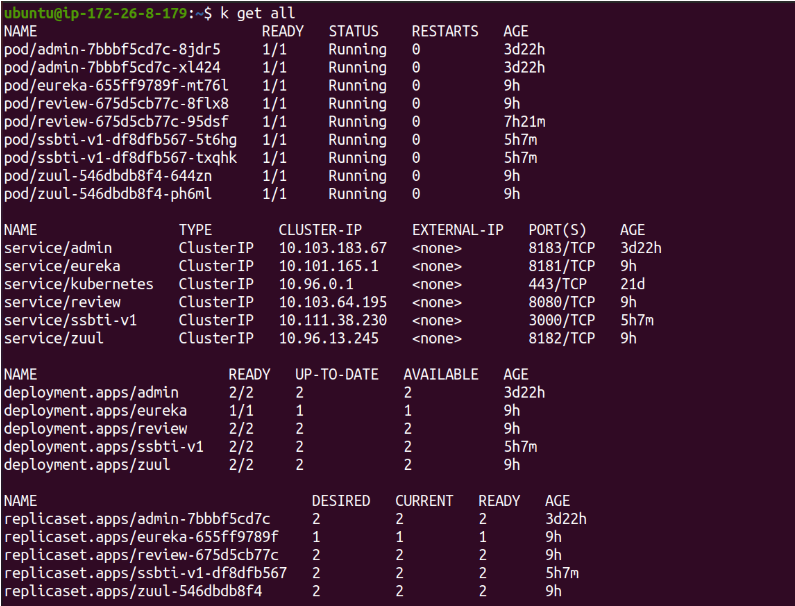 ubuntu@ip-172-26-8-179:~$ k get all
NAME READY STATUS RESTARTS AGE
pod/admin-7bbbf5cd7c-8jdr5 1/1 Running 0 3d22h
pod/admin-7bbbf5cd7c-xl424 1/1 Running 0 3d22h
pod/eureka-655ff9789f-mt76l 1/1 Running 0 9h
pod/review-675d5cb77c-8flx8 1/1 Running 0 9h
pod/review-675d5cb77c-95dsf 1/1 Running 0 7h21m
pod/ssbti-v1-df8dfb567-5t6hg 1/1 Running 0 5h7m
pod/ssbti-v1-df8dfb567-txqhk 1/1 Running 0 5h7m
pod/zuul-546dbdb8f4-644zn 1/1 Running 0 9h
pod/zuul-546dbdb8f4-ph6ml 1/1 Running 0 9h
NAME TYPE CLUSTER-IP EXTERNAL-IP PORT(S) AGE
service/admin ClusterIP 10.103.183.67 <none> 8183/TCP 3d22h
service/eureka ClusterIP 10.101.165.1 <none> 8181/TCP 9h
service/kubernetes ClusterIP 10.96.0.1 <none> 443/TCP 21d
service/review ClusterIP 10.103.64.195 <none> 8080/TCP 9h
service/ssbti-v1 ClusterIP 10.111.38.230 <none> 3000/TCP 5h7m
service/zuul ClusterIP 10.96.13.245 <none> 8182/TCP 9h
NAME READY UP-TO-DATE AVAILABLE AGE
deployment.apps/admin 2/2 2 2 3d22h
deployment.apps/eureka 1/1 1 1 9h
deployment.apps/review 2/2 2 2 9h
deployment.apps/ssbti-v1 2/2 2 2 5h7m
deployment.apps/zuul 2/2 2 2 9h
NAME DESIRED CURRENT READY AGE
replicaset.apps/admin-7bbbf5cd7c 2 2 2 3d22h
replicaset.apps/eureka-655ff9789f 1 1 1 9h
replicaset.apps/review-675d5cb77c 2 2 2 9h
replicaset.apps/ssbti-v1-df8dfb567 2 2 2 5h7m
replicaset.apps/zuul-546dbdb8f4 2 2 2 9h